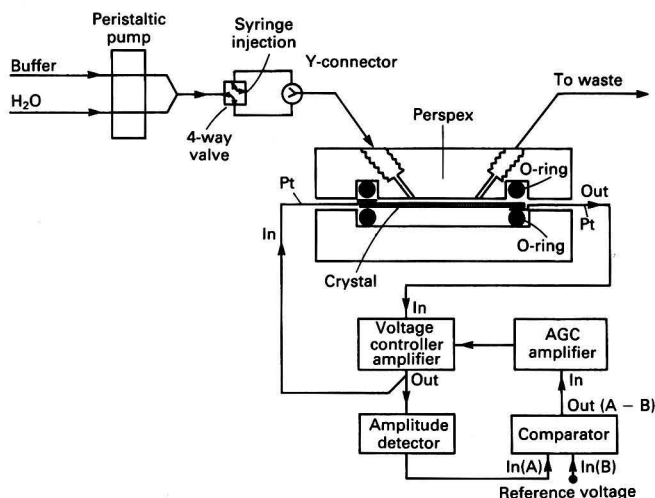 Peristaltic
pump
Syringe
injection
Y-connector
Buffer
H₂O
4-way
valve
To waste
Perspex
O-ring
Out
Pt
Pt
In
O-ring
Crystal
In
Voltage
controller
amplifier
AGC
amplifier
Out
In
Out (A – B)
Amplitude
detector
Comparator
In(A)
In(B)
Reference voltage